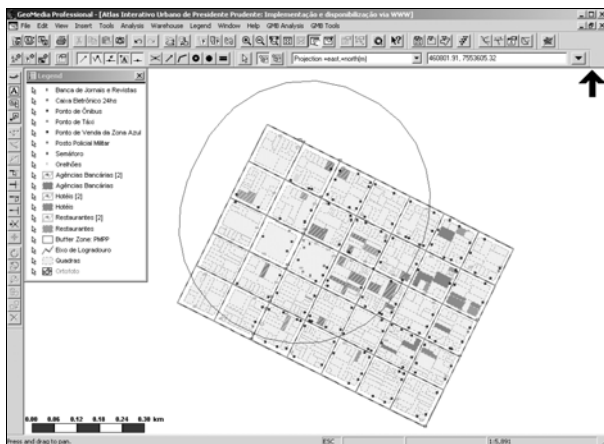 GeoMedia Professional - [Atlas Interativo Urbano de Presidente Prudente: Implementação e disponibilização via WWW]
File Edit View Insert Tools Analysis Warehouse Legend Window Help GMB Analysis GMB Tools
Projection =east,=north(m) 460801.91, 7553605.32
Legend
Banca de Jornais e Revistas
Caixa Eletrônico 24hs
Ponto de Ônibus
Ponto de Táxi
Ponto de Venda da Zona Azul
Posto Policial Militar
Semáforo
Orelhões
Agências Bancárias [2]
Agências Bancárias
Hotéis [2]
Hotéis
Restaurantes [2]
Restaurantes
Buffer Zone: PMPP
Eixo de Logradouro
Quadras
Ortofoto
0.00 0.06 0.12 0.18 0.24 0.30 km
Press and drag to pan. ESC 1:5,091